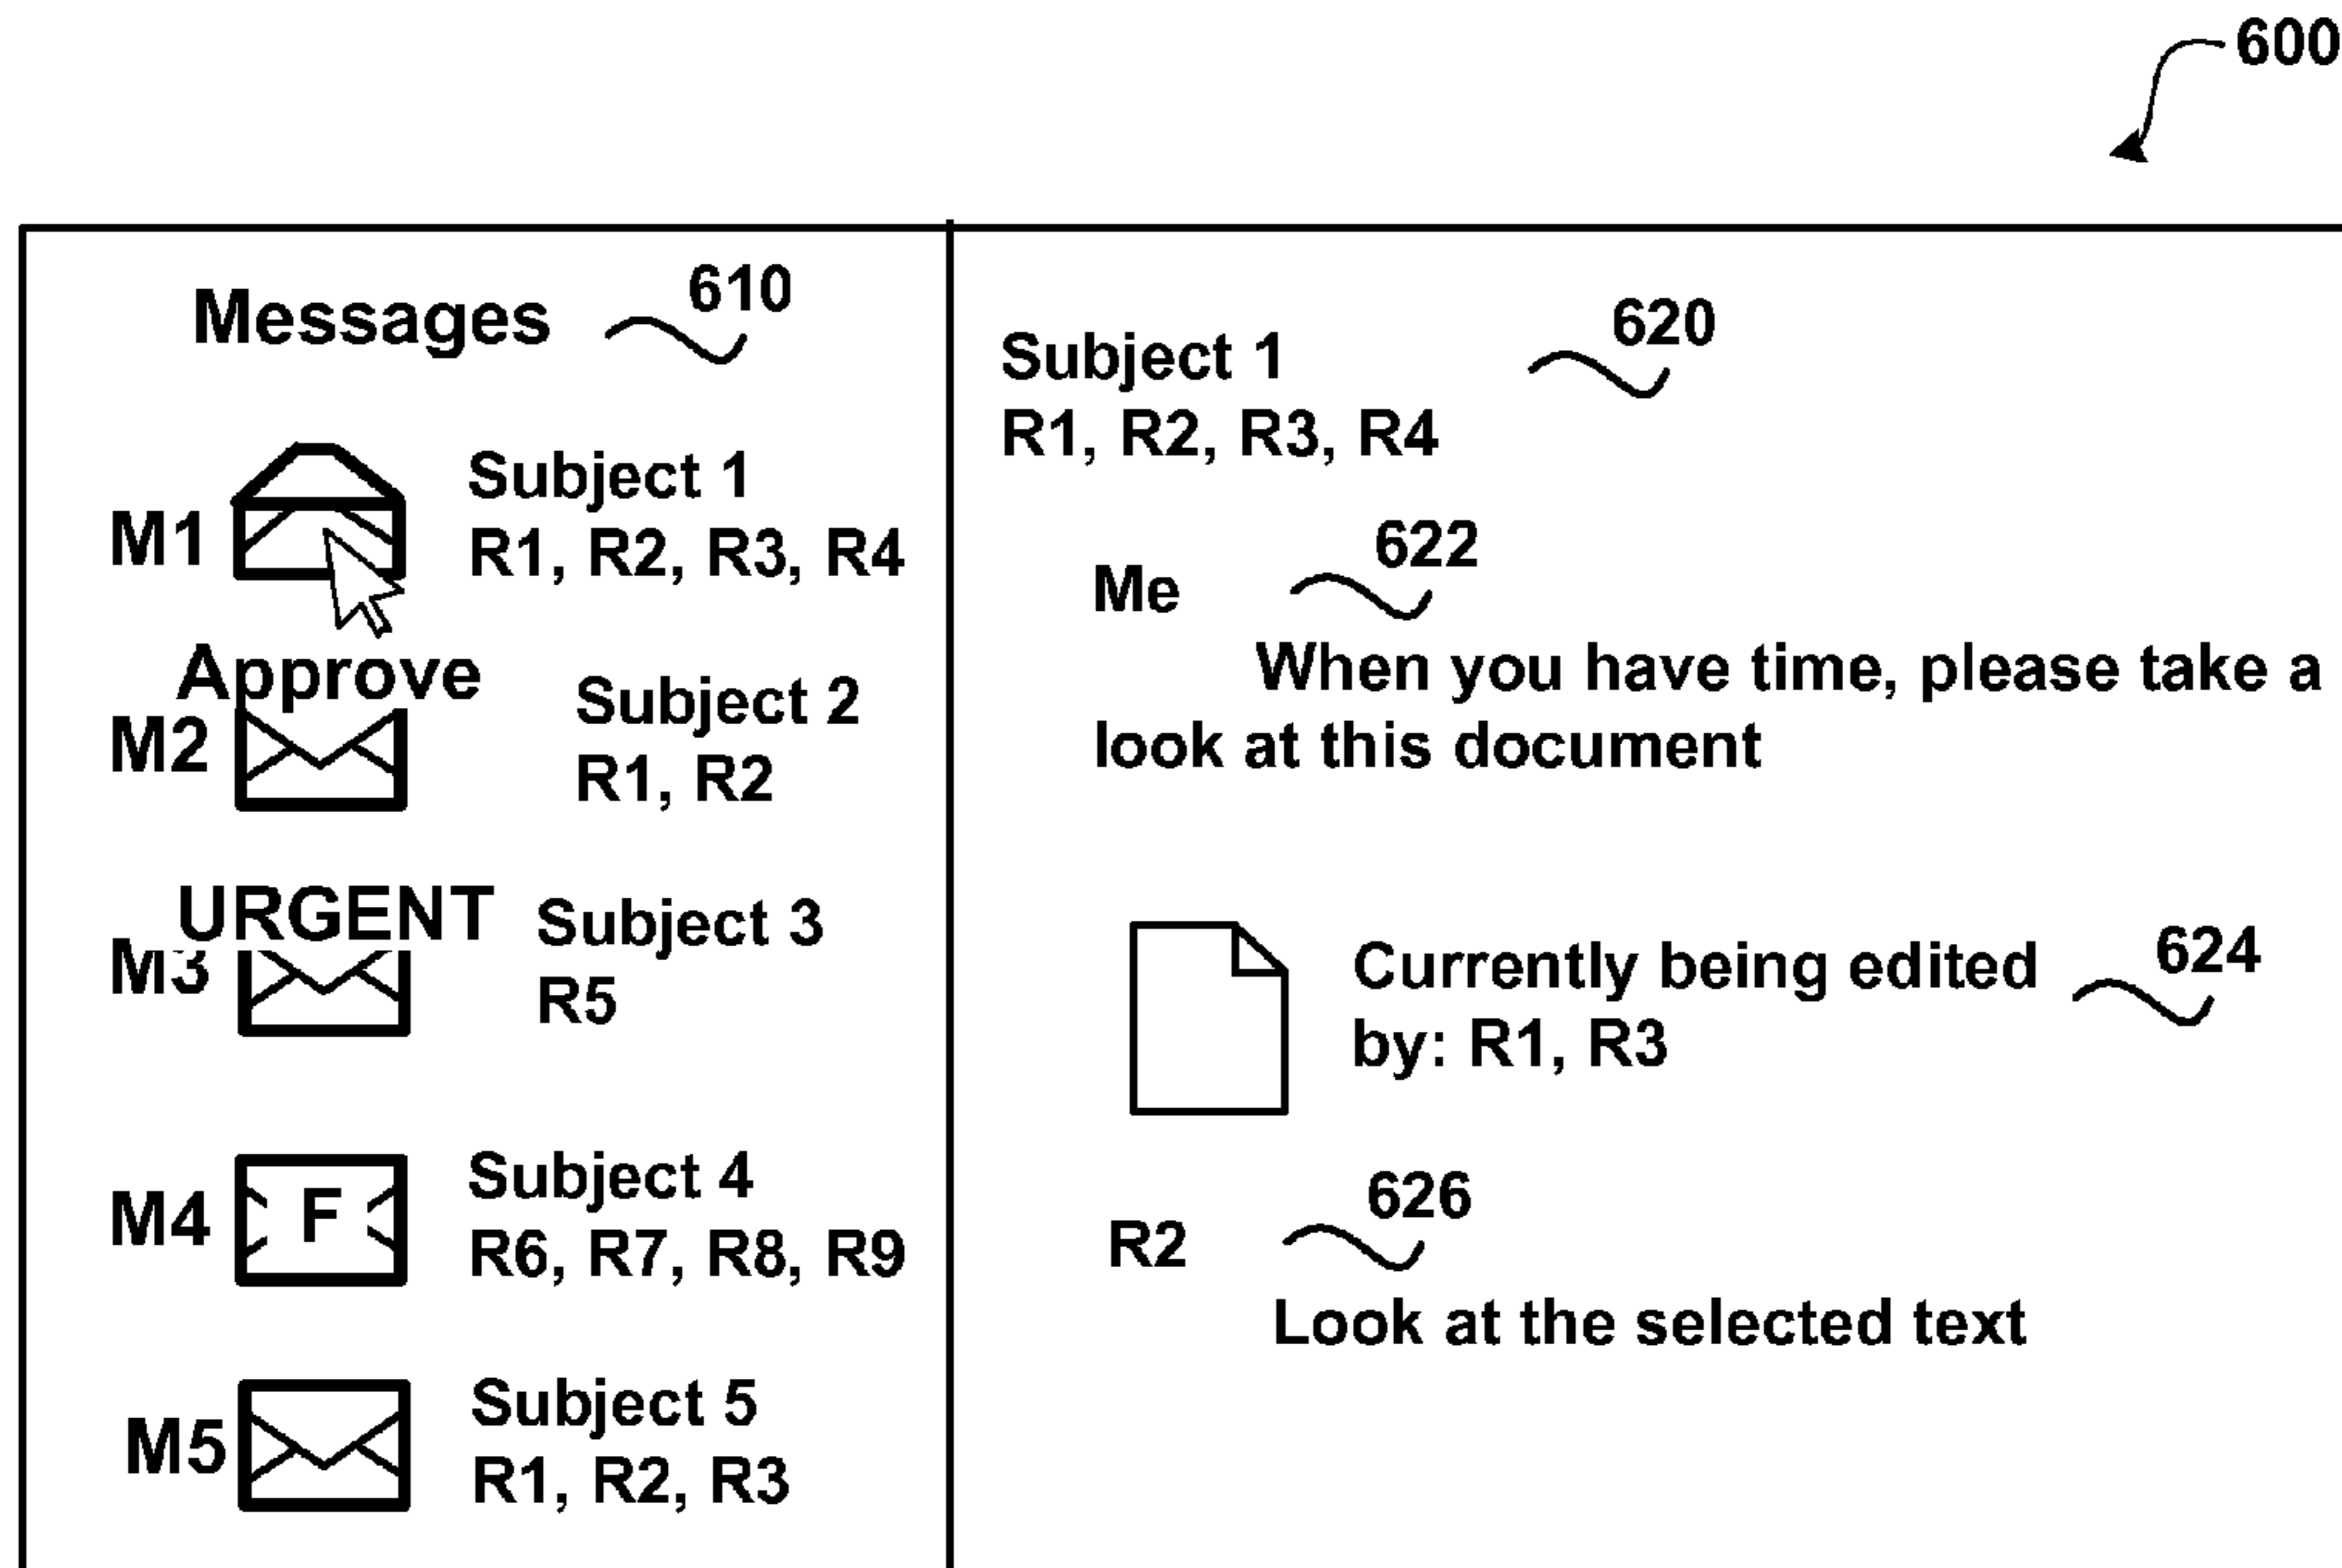 600
Messages 610
M1 Subject 1
R1, R2, R3, R4
Approve
M2 Subject 2
R1, R2
URGENT
M3 Subject 3
R5
M4 F Subject 4
R6, R7, R8, R9
M5 Subject 5
R1, R2, R3
Subject 1 620
R1, R2, R3, R4
Me 622
When you have time, please take a
look at this document
Currently being edited 624
by: R1, R3
R2 626
Look at the selected text